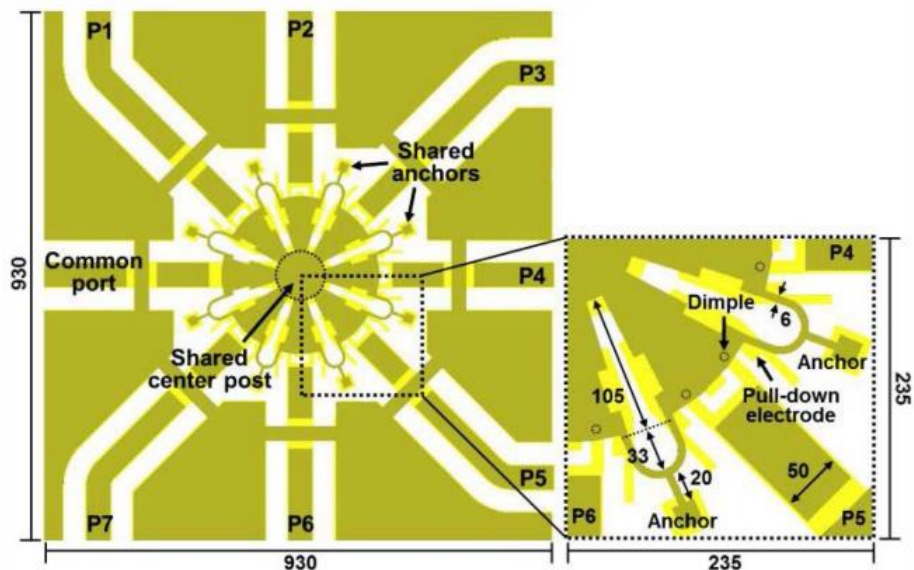 P1
P2
P3
Shared
anchors
930
Common
port
P4
Shared
center post
P5
P6
P7
930
P4
Dimple
6
Anchor
105
Pull-down
electrode
235
33
20
50
P6
Anchor
P5
235